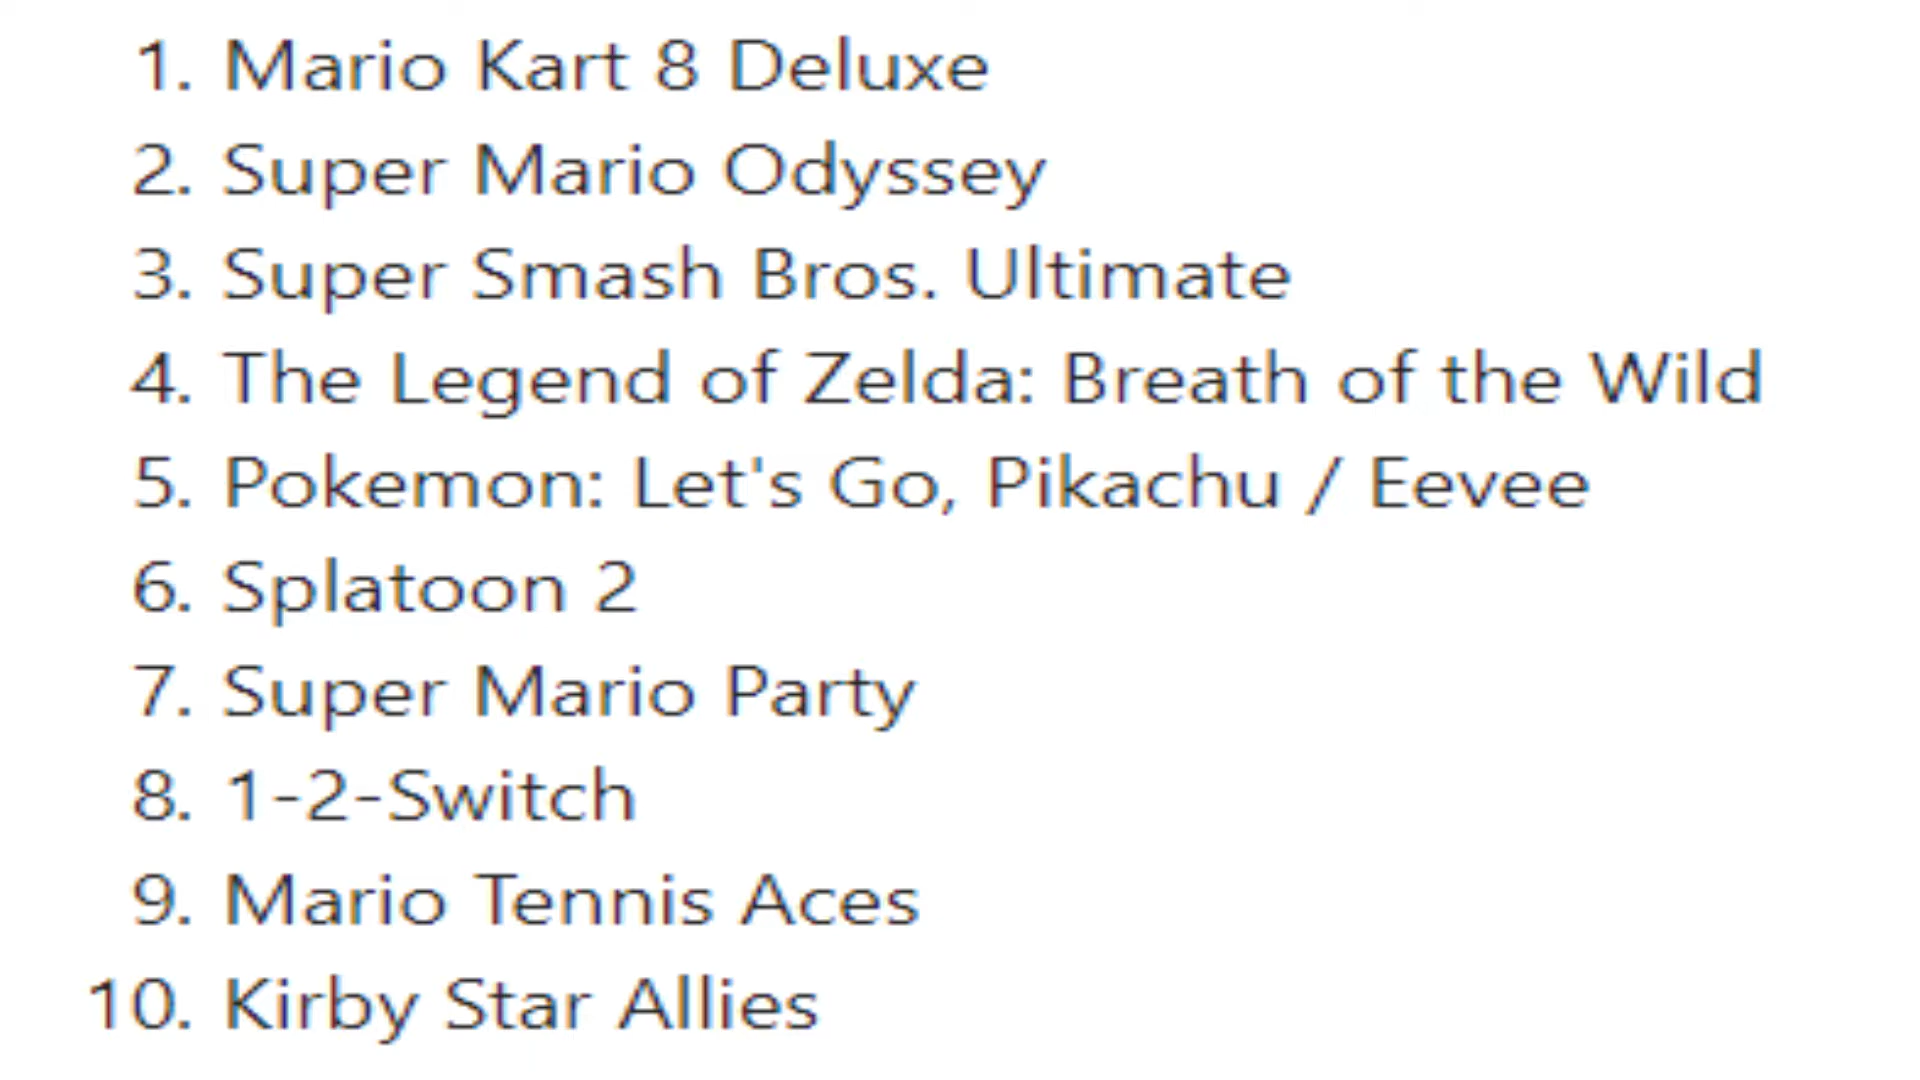 1. Mario Kart 8 Deluxe
2. Super Mario Odyssey
3. Super Smash Bros. Ultimate
4. The Legend of Zelda: Breath of the Wild
5. Pokemon: Let's Go, Pikachu / Eevee
6. Splatoon 2
7. Super Mario Party
8. 1-2-Switch
9. Mario Tennis Aces
10. Kirby Star Allies